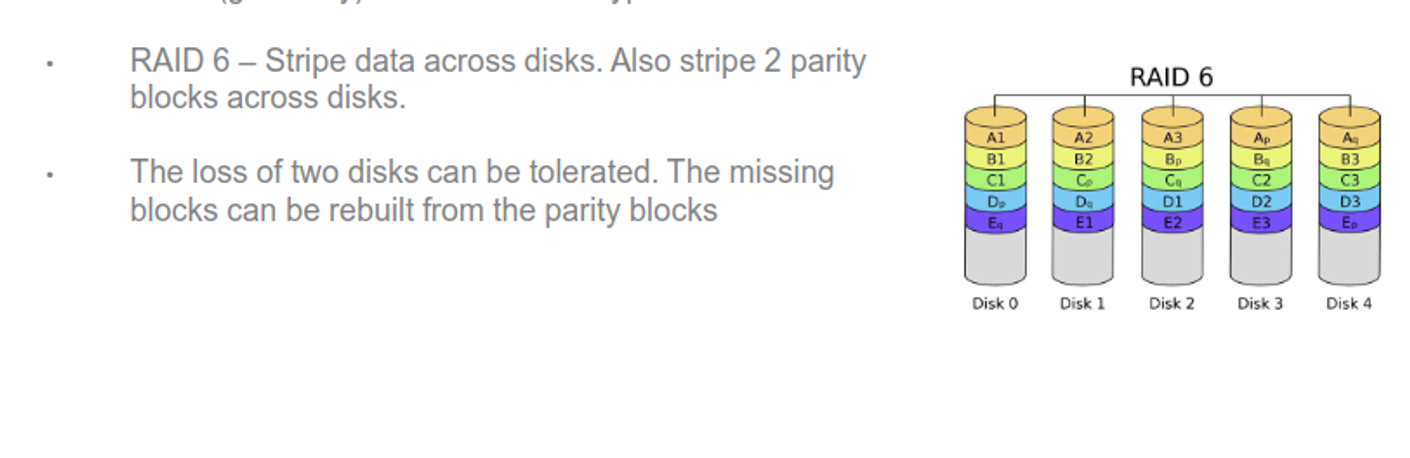 • RAID 6 – Stripe data across disks. Also stripe 2 parity
blocks across disks.
• The loss of two disks can be tolerated. The missing
blocks can be rebuilt from the parity blocks
RAID 6
A1 A2 A3 Ap Aq
B1 B2 Bp Bq B3
C1 Cp Cq C2 C3
Dp Dq D1 D2 D3
Eq E1 E2 E3 Ep
Disk 0 Disk 1 Disk 2 Disk 3 Disk 4